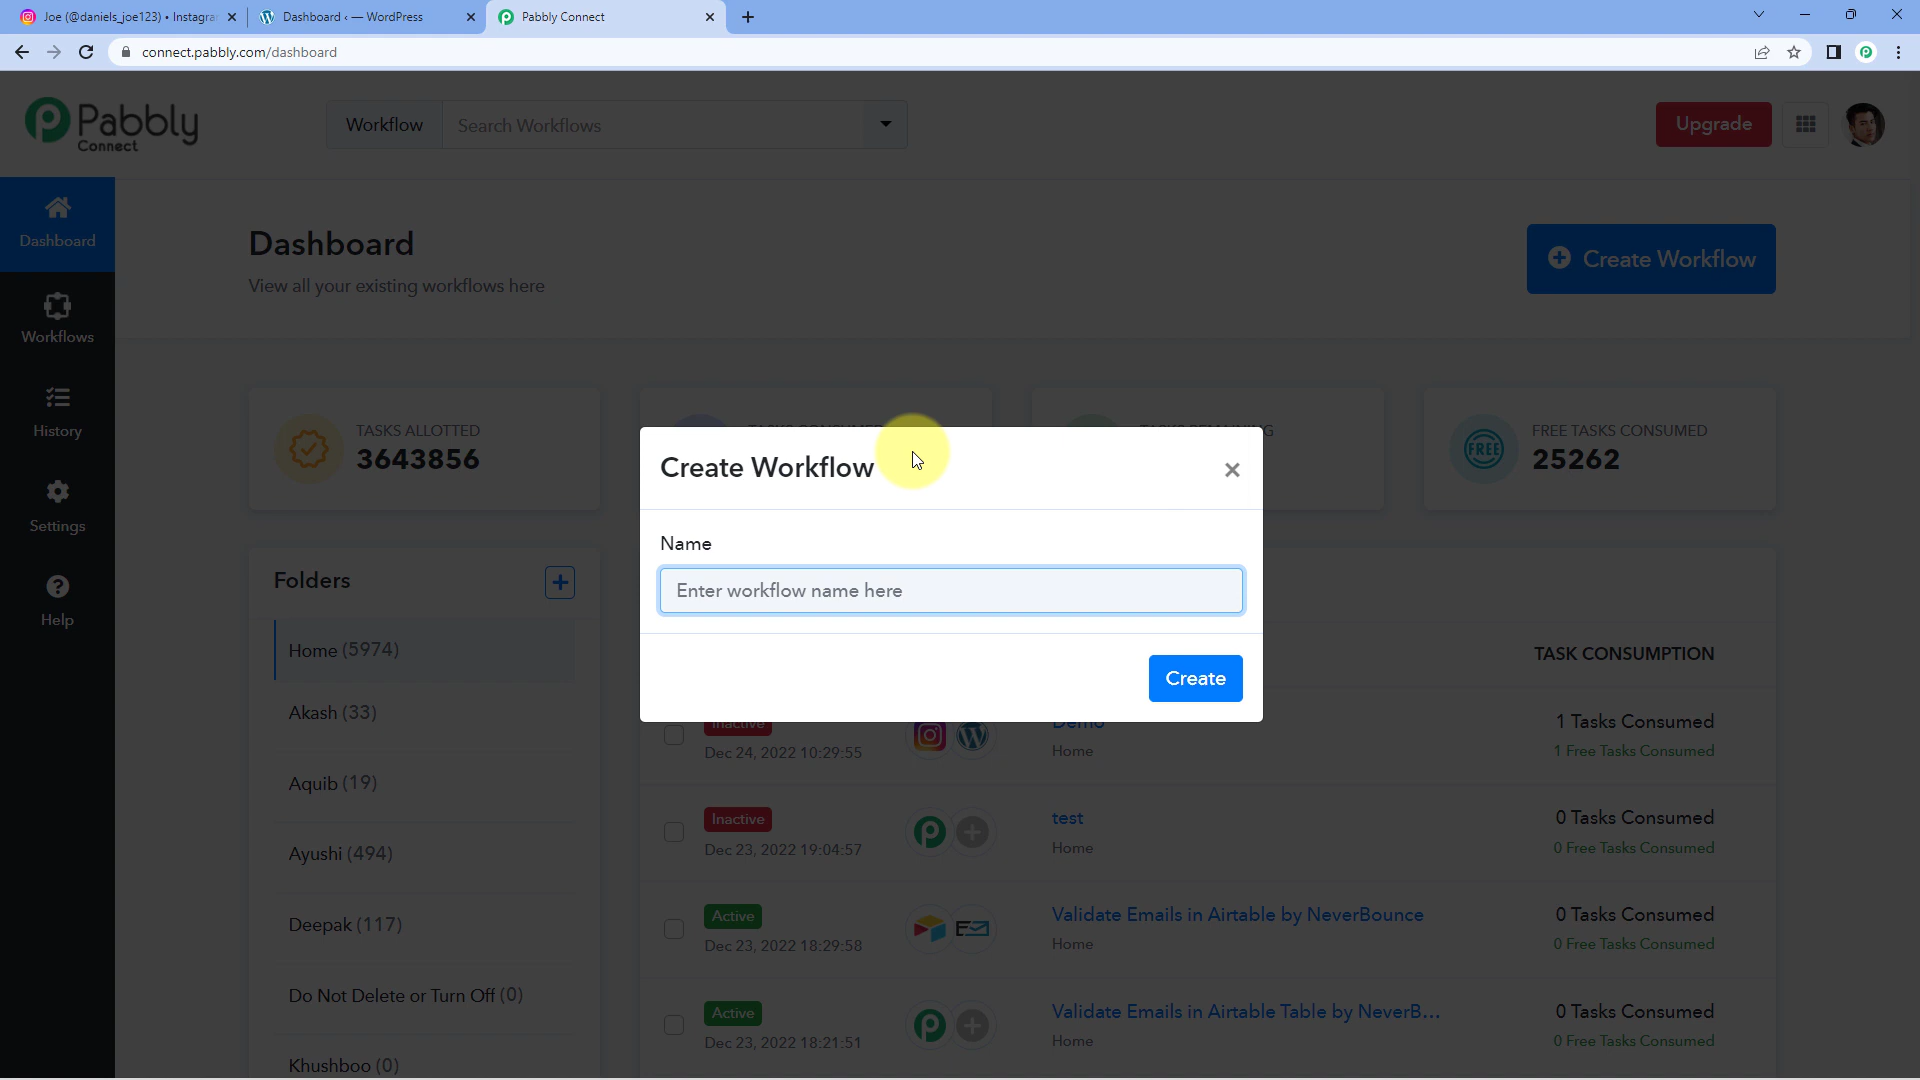 Joe (@daniels_joe123) • Instagra
Dashboard ‹ — WordPress
Pabbly Connect
connect.pabbly.com/dashboard
Pabbly
Connect
Workflow
Search Workflows
Upgrade
Dashboard
Workflows
History
Settings
Help
Dashboard
View all your existing workflows here
Create Workflow
TASKS ALLOTTED
3643856
FREE
FREE TASKS CONSUMED
25262
Create Workflow
Name
Enter workflow name here
Create
Folders
Home (5974)
Akash (33)
Aquib (19)
Ayushi (494)
Deepak (117)
Do Not Delete or Turn Off (0)
Khushboo (0)
TASK CONSUMPTION
Inactive
Dec 24, 2022 10:29:55
Demo
Home
1 Tasks Consumed
1 Free Tasks Consumed
Inactive
Dec 23, 2022 19:04:57
test
Home
0 Tasks Consumed
0 Free Tasks Consumed
Active
Dec 23, 2022 18:29:58
Validate Emails in Airtable by NeverBounce
Home
0 Tasks Consumed
0 Free Tasks Consumed
Active
Dec 23, 2022 18:21:51
Validate Emails in Airtable Table by NeverB...
Home
0 Tasks Consumed
0 Free Tasks Consumed